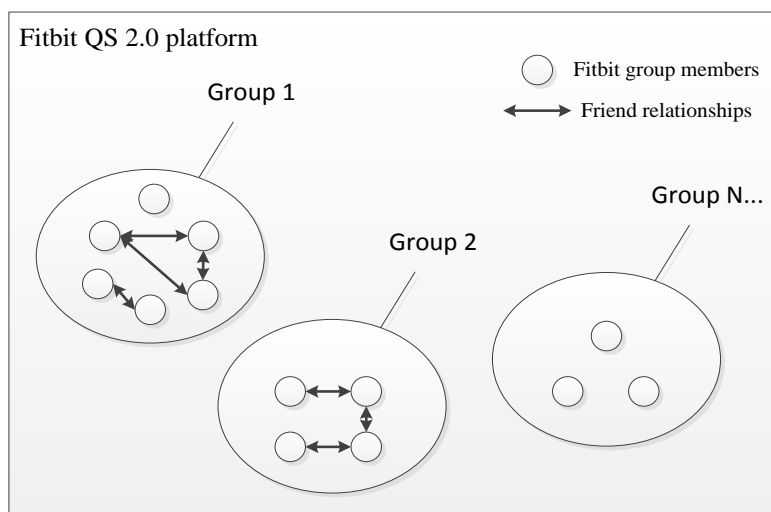 Fitbit QS 2.0 platform
Fitbit group members
Friend relationships
Group 1
Group 2
Group N...